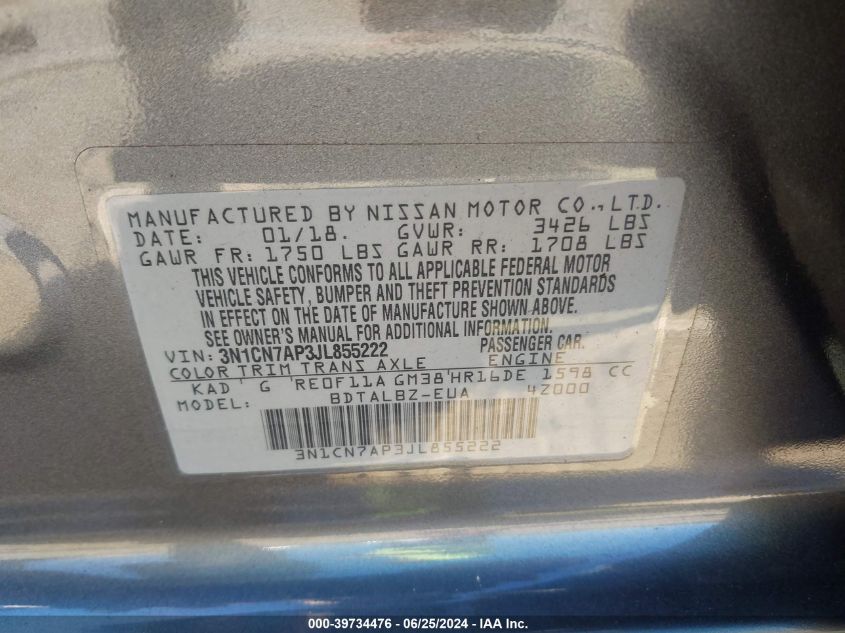 MANUFACTURED BY NISSAN MOTOR CO., LTD.
DATE: 01/18. GVWR: 3426 LBS
GAWR FR: 1750 LBS GAWR RR: 1708 LBS
THIS VEHICLE CONFORMS TO ALL APPLICABLE FEDERAL MOTOR
VEHICLE SAFETY, BUMPER AND THEFT PREVENTION STANDARDS
IN EFFECT ON THE DATE OF MANUFACTURE SHOWN ABOVE.
SEE OWNER'S MANUAL FOR ADDITIONAL INFORMATION.
VIN: 3N1CN7AP3JL855222 PASSENGER CAR.
COLOR TRIM TRANS AXLE ENGINE
KAD G RE0F11A GM38 HR16DE 1598 CC
MODEL: BDTALBZ-EUA 4Z000
3N1CN7AP3JL855222
000-39734476 - 06/25/2024 - IAA Inc.